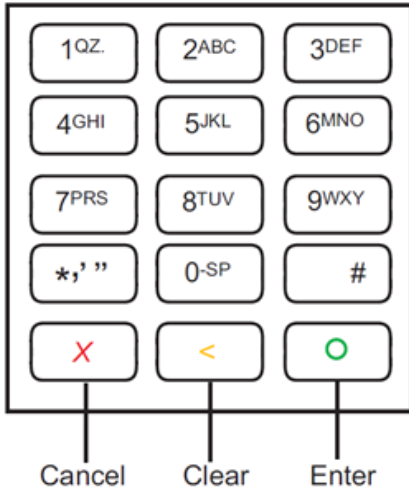 1QZ. 2ABC 3DEF
4GHI 5JKL 6MNO
7PRS 8TUV 9WXY
*,' " 0-SP #
X < O
Cancel Clear Enter